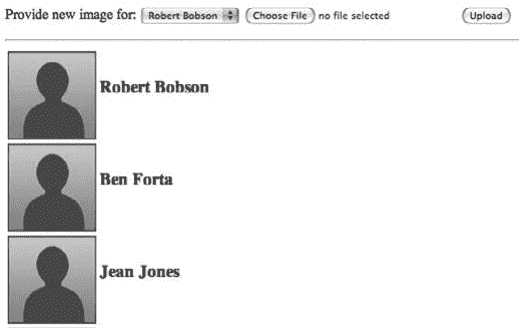 Provide new image for: Robert Bobson Choose File no file selected Upload
Robert Bobson
Ben Forta
Jean Jones